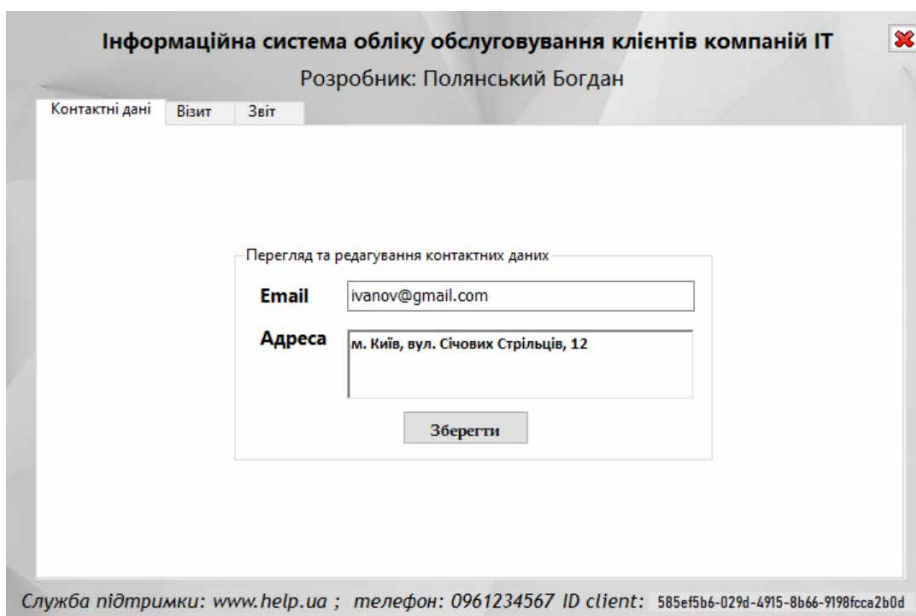 Інформаційна система обліку обслуговування клієнтів компаній ІТ
Розробник: Полянський Богдан
Контактні дані Візит Звіт
Перегляд та редагування контактних даних
Email ivanov@gmail.com
Адреса м. Київ, вул. Січових Стрільців, 12
Зберегти
Служба підтримки: www.help.ua ; телефон: 0961234567 ID client: 585ef5b6-029d-4915-8b66-9198fcca2b0d